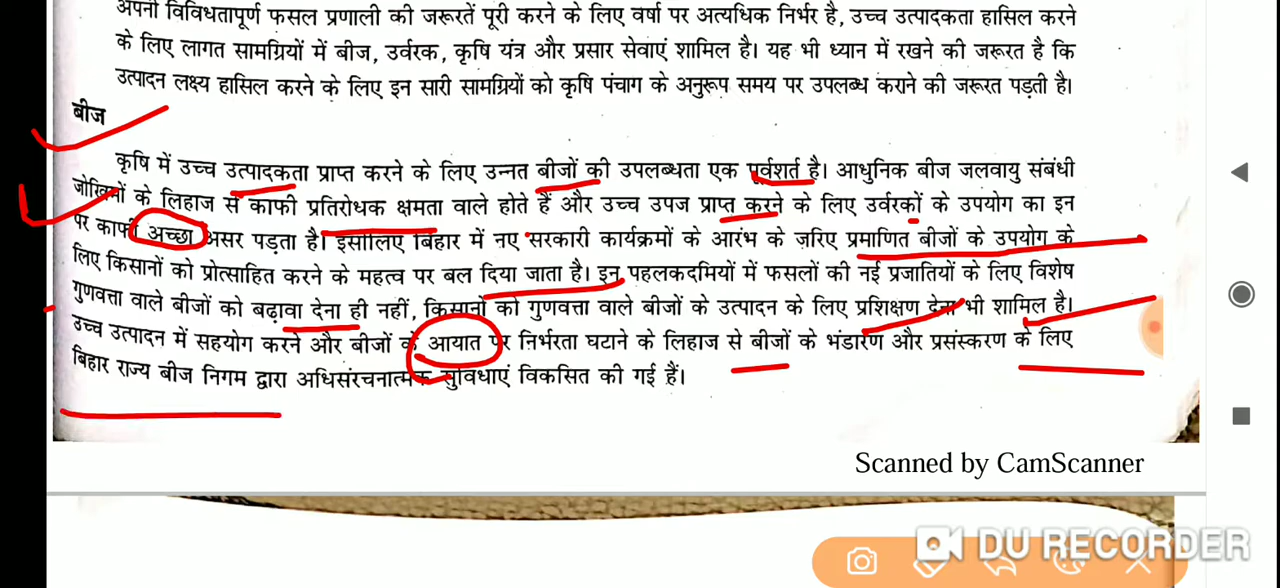 अपनी विविधतापूर्ण फसल प्रणाली की जरूरतें पूरी करने के लिए वर्षा पर अत्यधिक निर्भर है, उच्च उत्पादकता हासिल करने
के लिए लागत सामग्रियों में बीज, उर्वरक, कृषि यंत्र और प्रसार सेवाएं शामिल है। यह भी ध्यान में रखने की जरूरत है कि
उत्पादन लक्ष्य हासिल करने के लिए इन सारी सामग्रियों को कृषि पंचाग के अनुरूप समय पर उपलब्ध कराने की जरूरत पड़ती है।
बीज
कृषि में उच्च उत्पादकता प्राप्त करने के लिए उन्नत बीजों की उपलब्धता एक पूर्वशर्त है। आधुनिक बीज जलवायु संबंधी
जोखिमों के लिहाज से काफी प्रतिरोधक क्षमता वाले होते हैं और उच्च उपज प्राप्त करने के लिए उर्वरकों के उपयोग का इन
पर काफी अच्छा असर पड़ता है। इसीलिए बिहार में नए सरकारी कार्यक्रमों के आरंभ के ज़रिए प्रमाणित बीजों के उपयोग के
लिए किसानों को प्रोत्साहित करने के महत्व पर बल दिया जाता है। इन पहलकदमियों में फसलों की नई प्रजातियों के लिए विशेष
गुणवत्ता वाले बीजों को बढ़ावा देना ही नहीं, किसानों को गुणवत्ता वाले बीजों के उत्पादन के लिए प्रशिक्षण देना भी शामिल है।
उच्च उत्पादन में सहयोग करने और बीजों के आयात पर निर्भरता घटाने के लिहाज से बीजों के भंडारण और प्रसंस्करण के लिए
बिहार राज्य बीज निगम द्वारा अधिसंरचनात्मक सुविधाएं विकसित की गई हैं।
Scanned by CamScanner
DU RECORDER